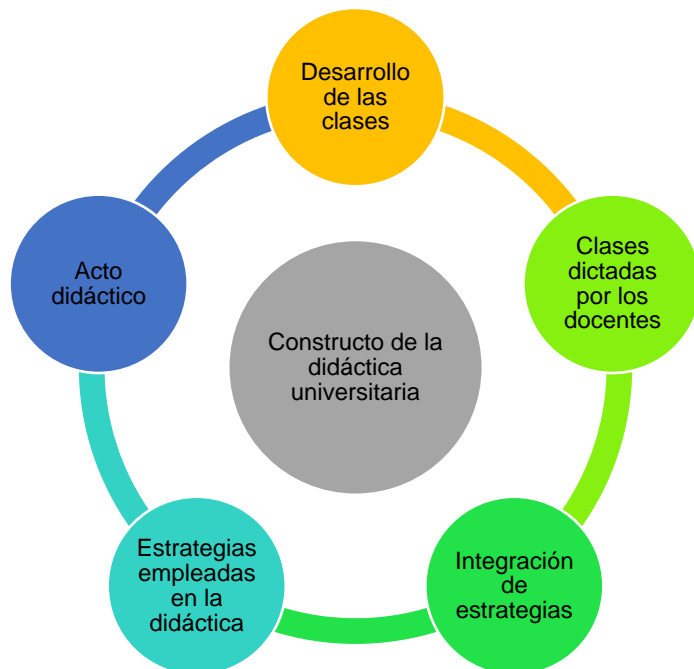 Desarrollo
de las
clases
Clases
dictadas
por los
docentes
Integración
de
estrategias
Estrategias
empleadas
en la
didáctica
Acto
didáctico
Constructo de la
didáctica
universitaria